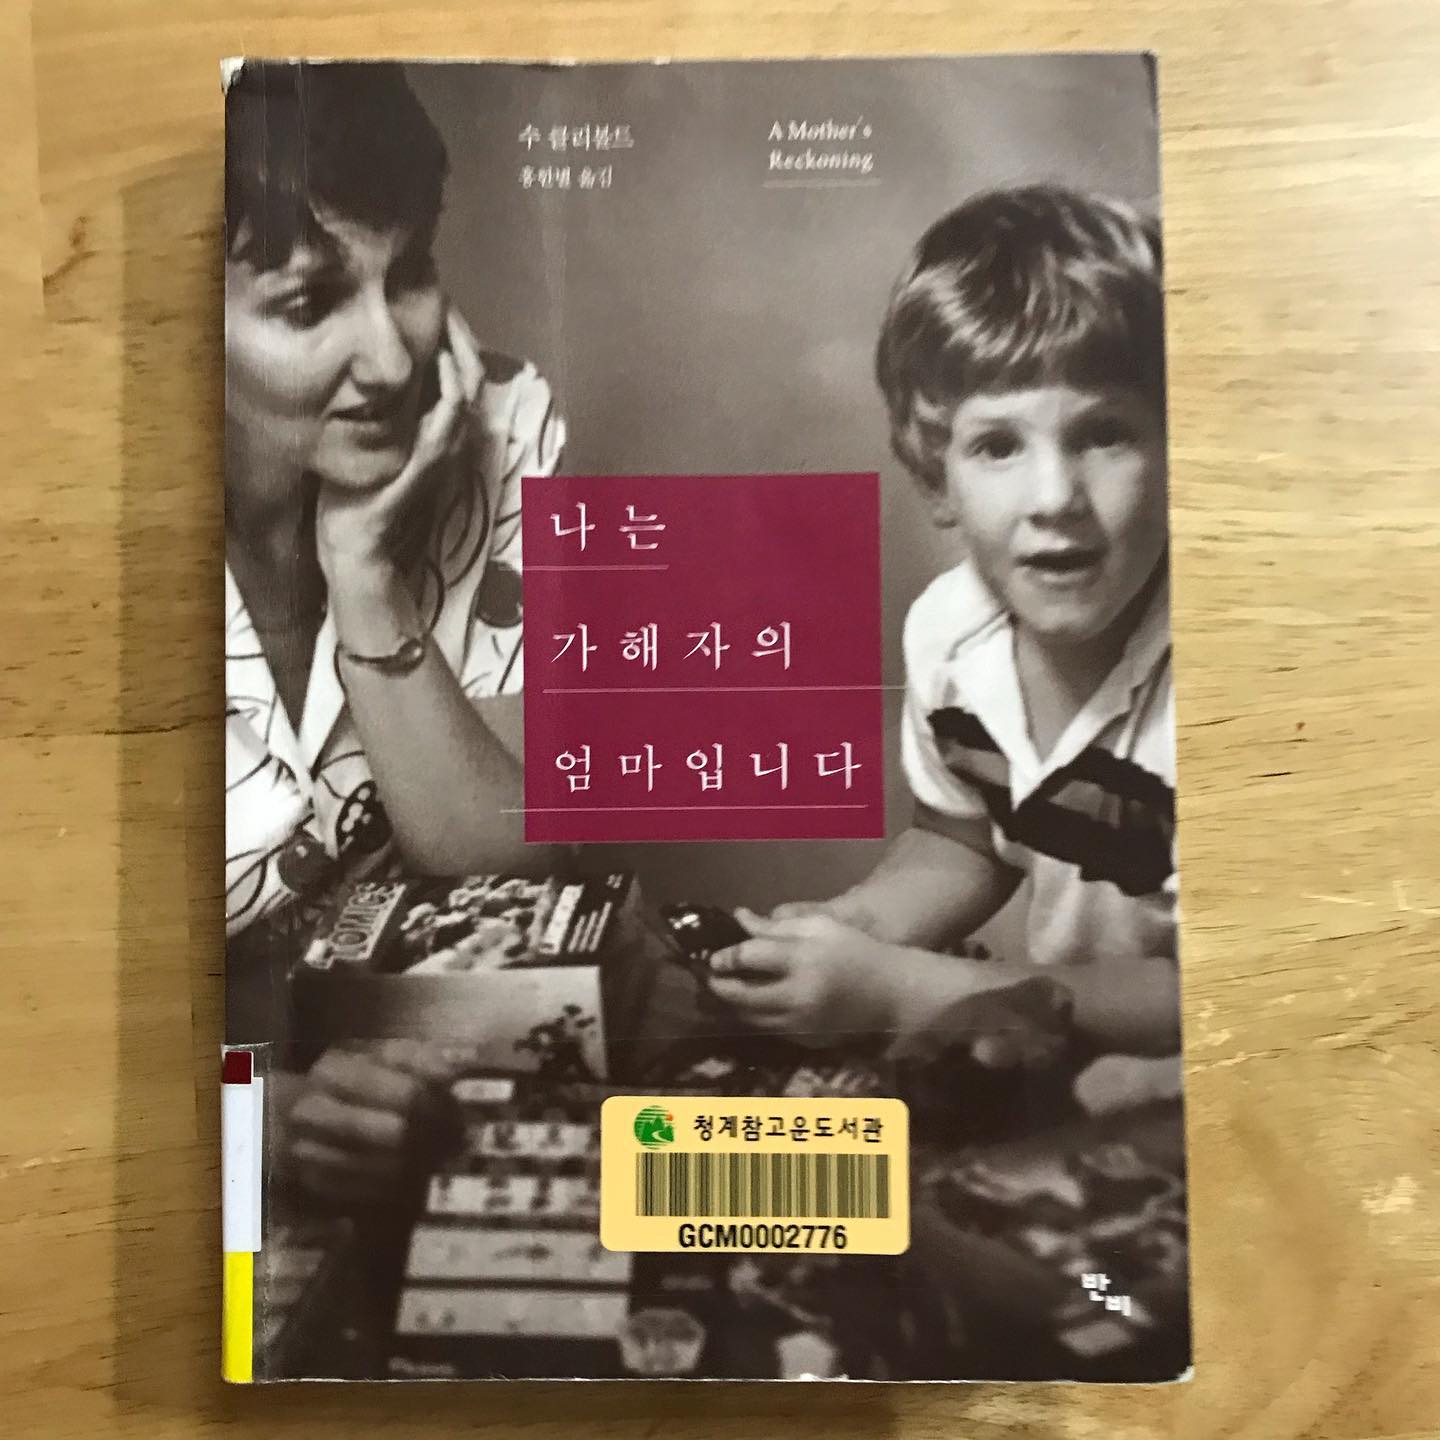 수 클리볼드
홍한별 옮김
A Mother's
Reckoning
나는
가해자의
엄마입니다
청계참고운도서관
GCM0002776
반비